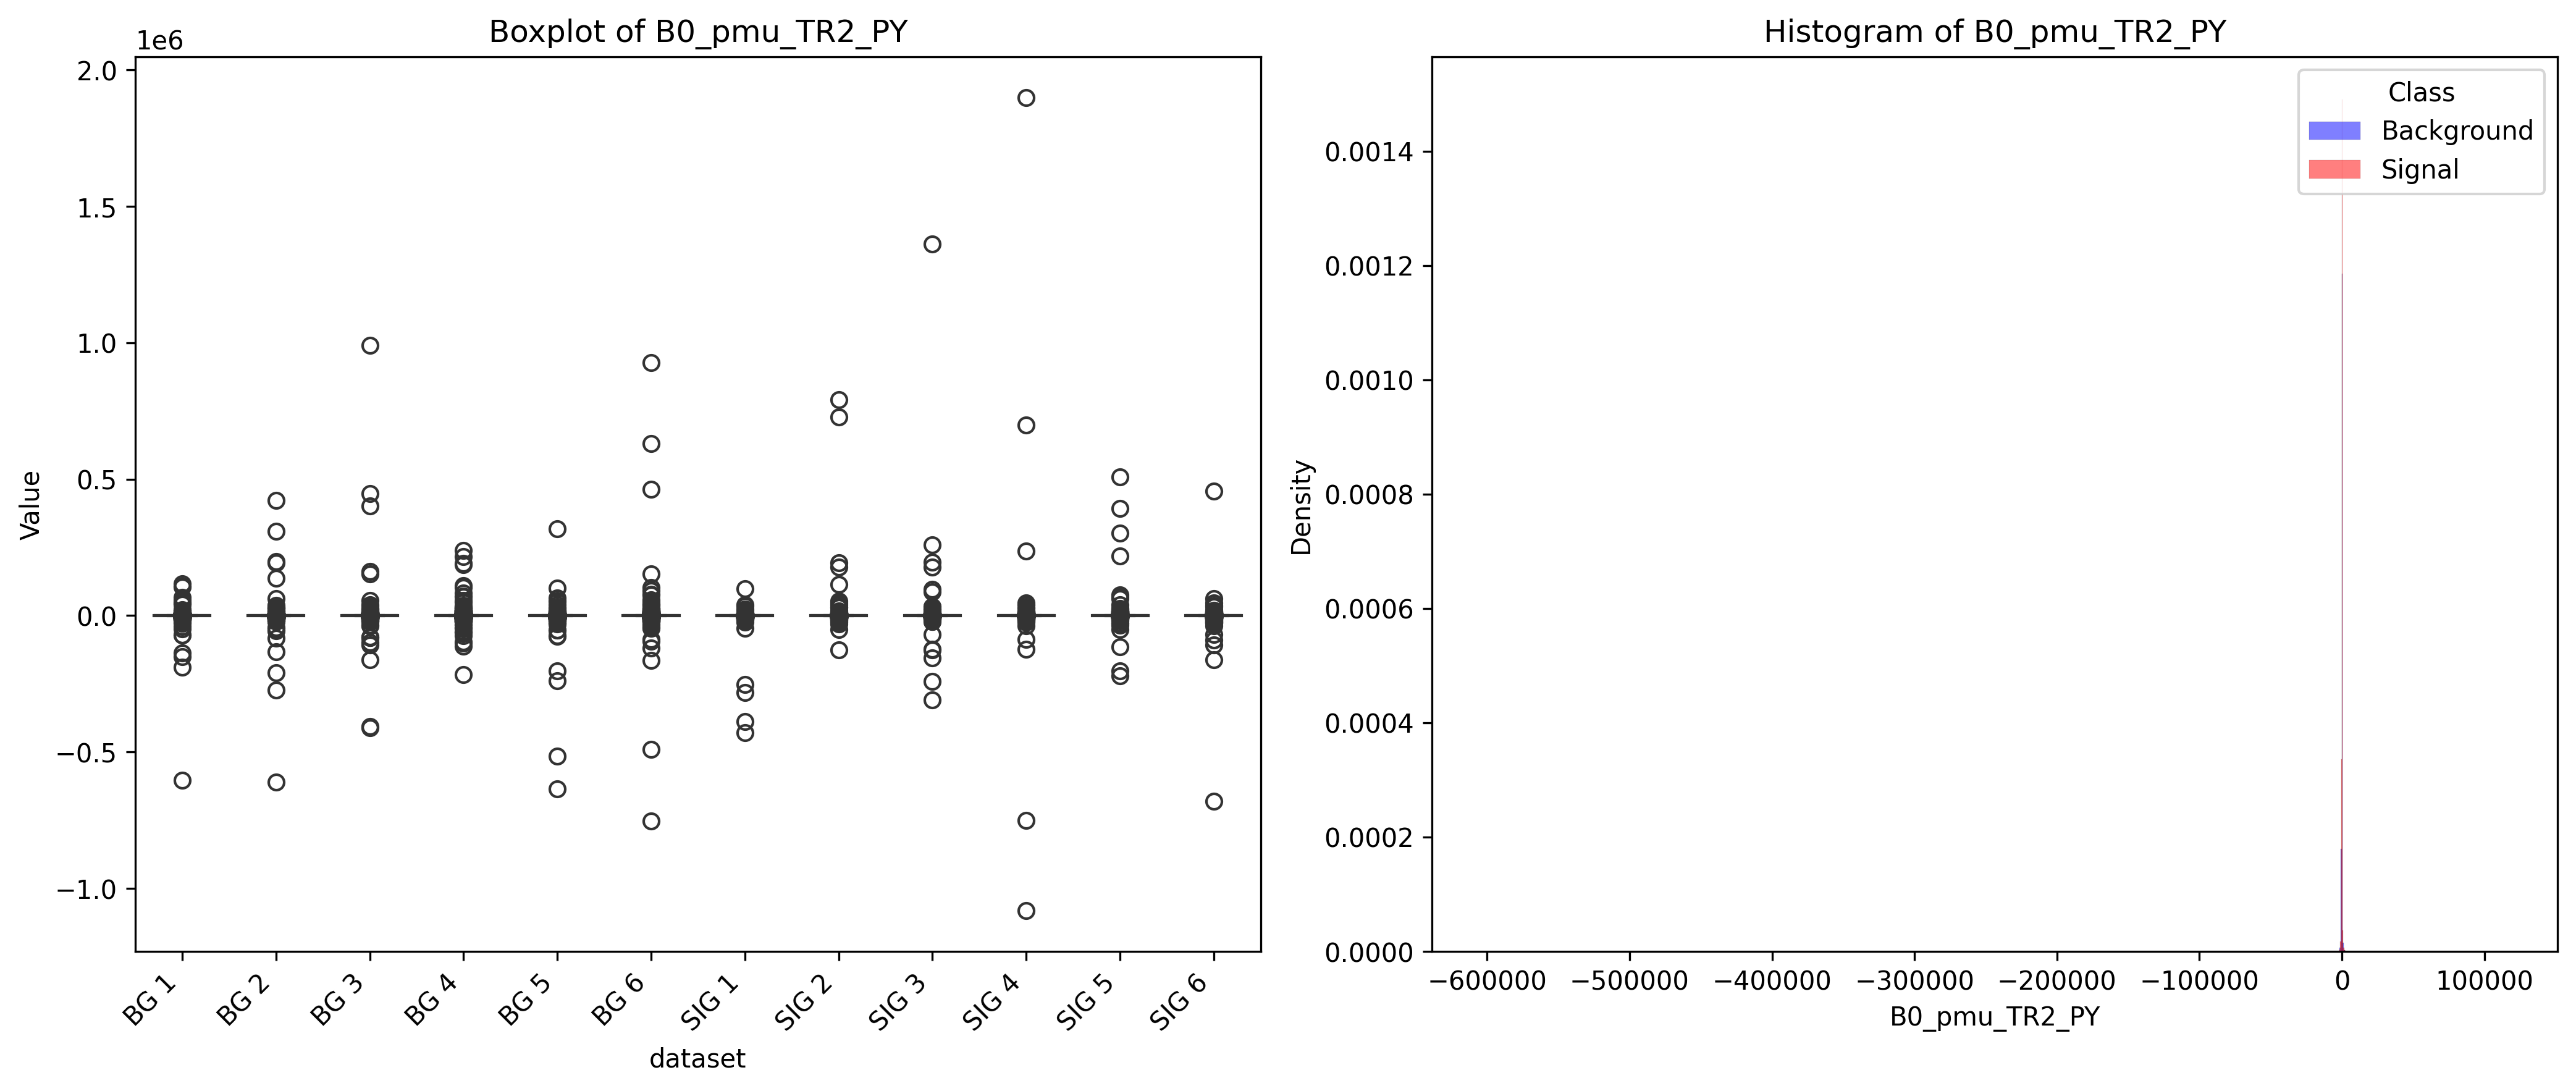 Boxplot of B0_pmu_TR2_PY
1e6
2.0
1.5
1.0
0.5
0.0
−0.5
−1.0
Value
BG 1
BG 2
BG 3
BG 4
BG 5
BG 6
SIG 1
SIG 2
SIG 3
SIG 4
SIG 5
SIG 6
dataset
Histogram of B0_pmu_TR2_PY
Class
Background
Signal
0.0014
0.0012
0.0010
0.0008
0.0006
0.0004
0.0002
0.0000
Density
−600000 −500000 −400000 −300000 −200000 −100000 0 100000
B0_pmu_TR2_PY